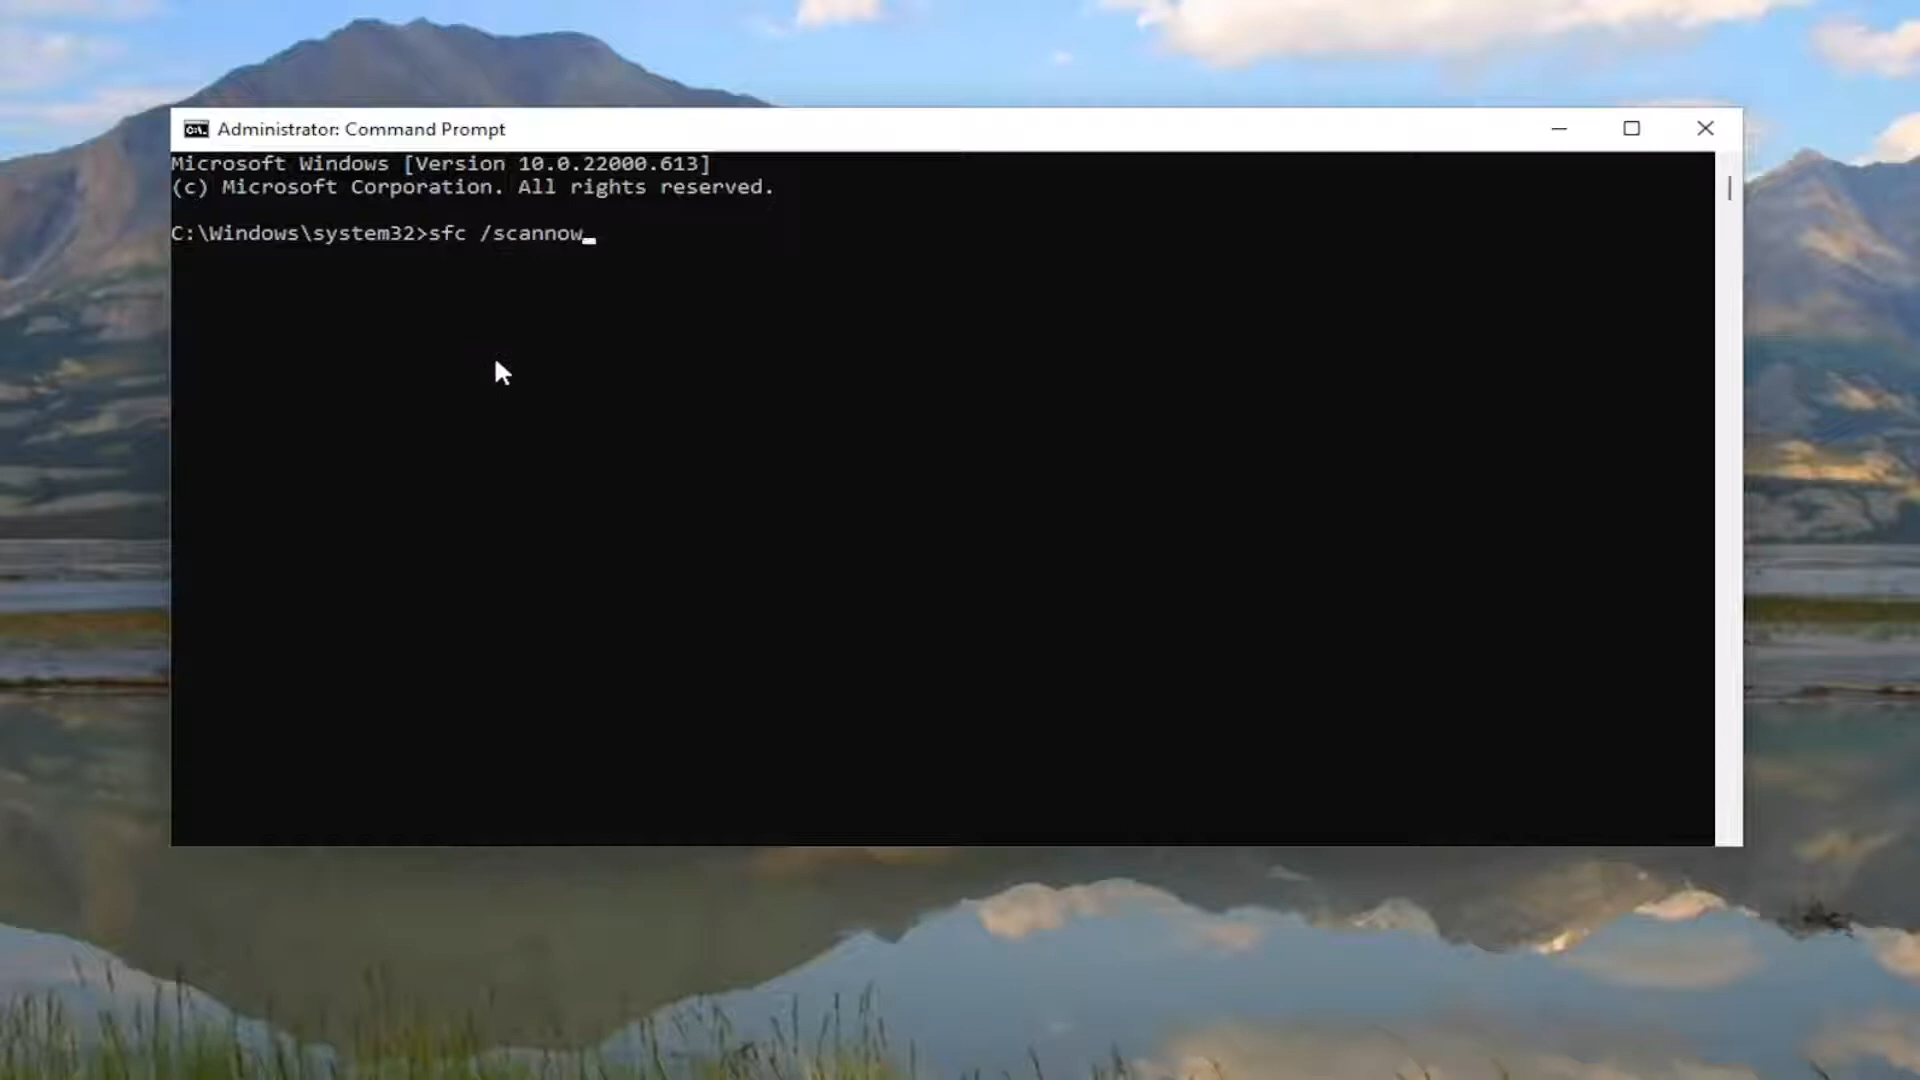 Administrator: Command Prompt
Microsoft Windows [Version 10.0.22000.613]
(c) Microsoft Corporation. All rights reserved.
C:\Windows\system32>sfc /scannow